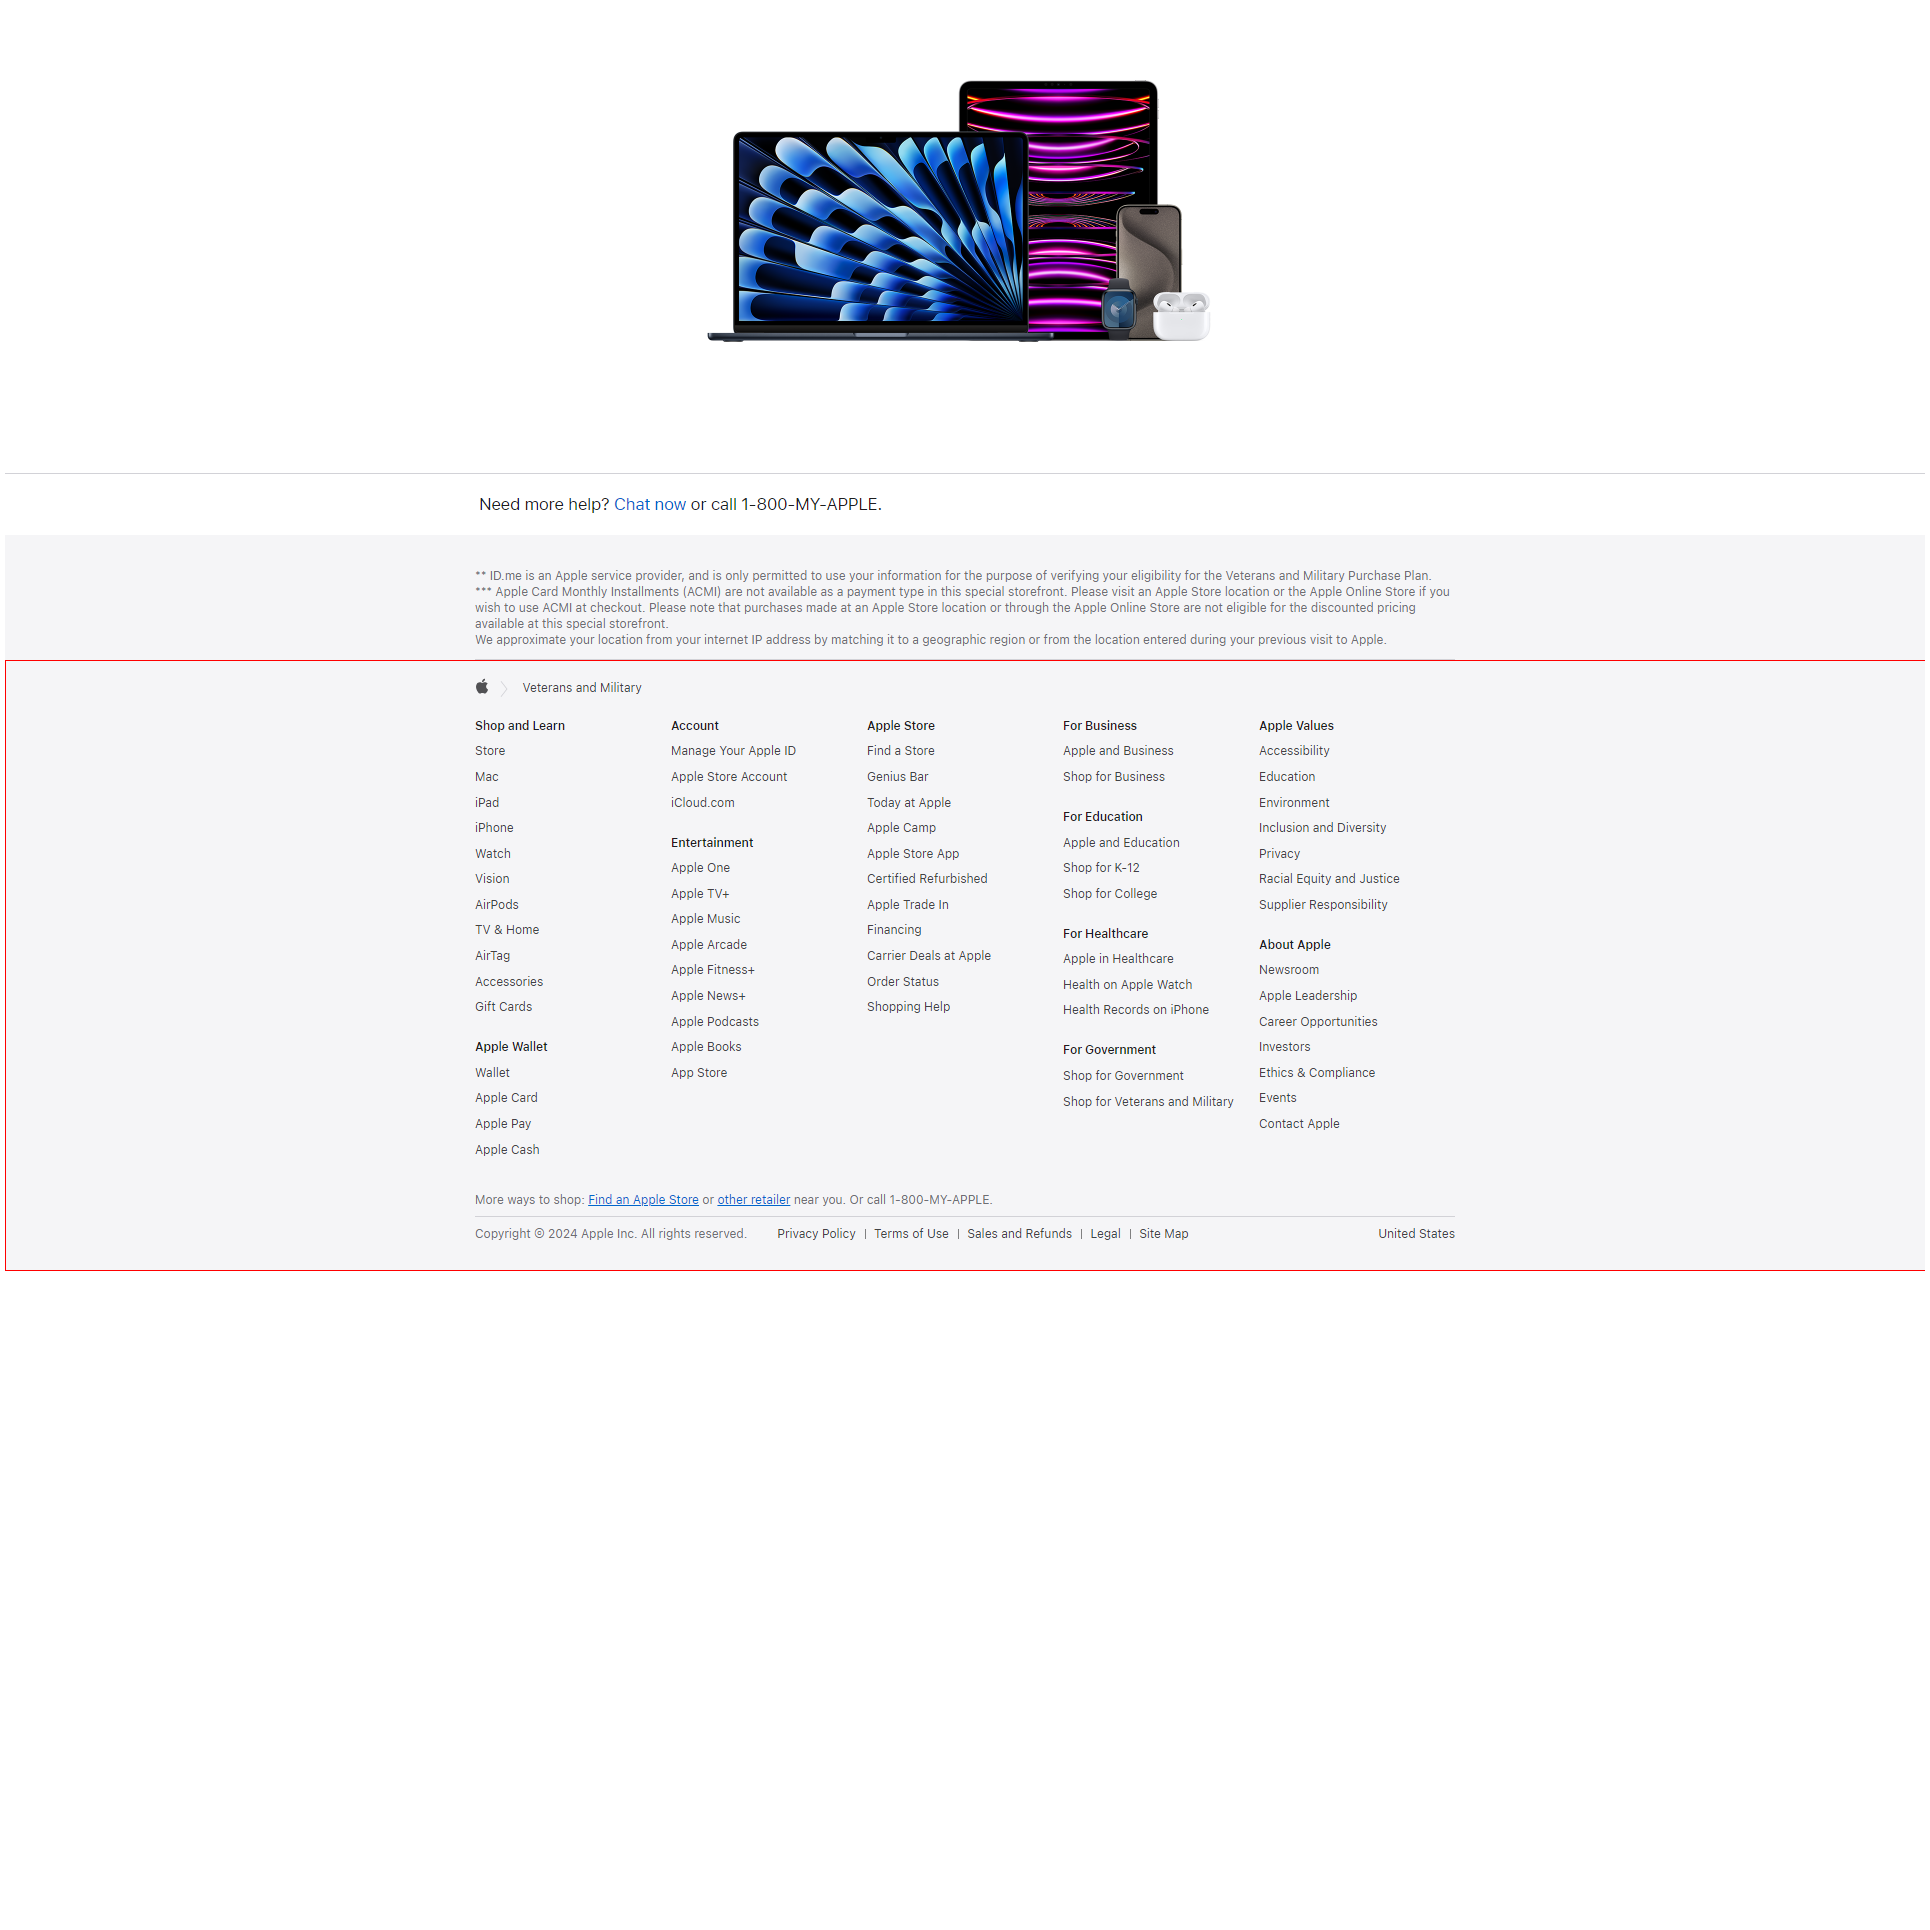 Need more help? Chat now or call 1-800-MY-APPLE.
** ID.me is an Apple service provider, and is only permitted to use your information for the purpose of verifying your eligibility for the Veterans and Military Purchase Plan.
*** Apple Card Monthly Installments (ACMI) are not available as a payment type in this special storefront. Please visit an Apple Store location or the Apple Online Store if you
wish to use ACMI at checkout. Please note that purchases made at an Apple Store location or through the Apple Online Store are not eligible for the discounted pricing
available at this special storefront.
We approximate your location from your internet IP address by matching it to a geographic region or from the location entered during your previous visit to Apple.
Veterans and Military
Shop and Learn
Store
Mac
iPad
iPhone
Watch
Vision
AirPods
TV & Home
AirTag
Accessories
Gift Cards
Apple Wallet
Wallet
Apple Card
Apple Pay
Apple Cash
Account
Manage Your Apple ID
Apple Store Account
iCloud.com
Entertainment
Apple One
Apple TV+
Apple Music
Apple Arcade
Apple Fitness+
Apple News+
Apple Podcasts
Apple Books
App Store
Apple Store
Find a Store
Genius Bar
Today at Apple
Apple Camp
Apple Store App
Certified Refurbished
Apple Trade In
Financing
Carrier Deals at Apple
Order Status
Shopping Help
For Business
Apple and Business
Shop for Business
For Education
Apple and Education
Shop for K-12
Shop for College
For Healthcare
Apple in Healthcare
Health on Apple Watch
Health Records on iPhone
For Government
Shop for Government
Shop for Veterans and Military
Apple Values
Accessibility
Education
Environment
Inclusion and Diversity
Privacy
Racial Equity and Justice
Supplier Responsibility
About Apple
Newsroom
Apple Leadership
Career Opportunities
Investors
Ethics & Compliance
Events
Contact Apple
More ways to shop: Find an Apple Store or other retailer near you. Or call 1-800-MY-APPLE.
Copyright © 2024 Apple Inc. All rights reserved. Privacy Policy | Terms of Use | Sales and Refunds | Legal | Site Map United States